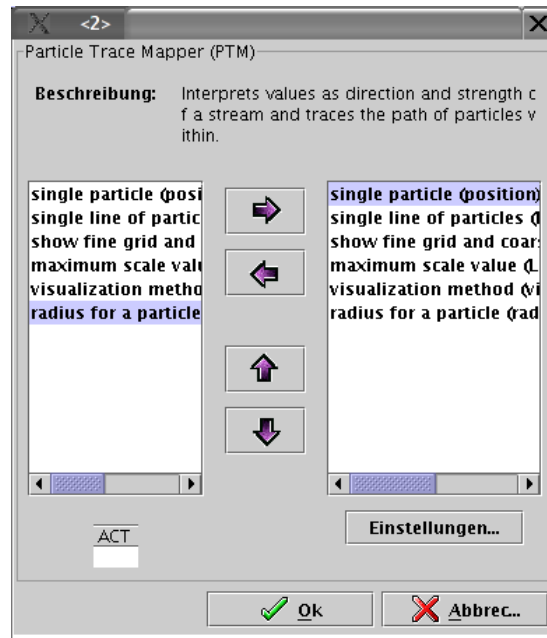 <2>
Particle Trace Mapper (PTM)
Beschreibung: Interprets values as direction and strength c
f a stream and traces the path of particles v
ithin.
single particle (posi
single line of partic
show fine grid and
maximum scale valu
visualization metho
radius for a particle
single particle (position)
single line of particles (l
show fine grid and coar
maximum scale value (L
visualization method (vi
radius for a particle (rad
Einstellungen...
ACT
Ok
Abbrec...